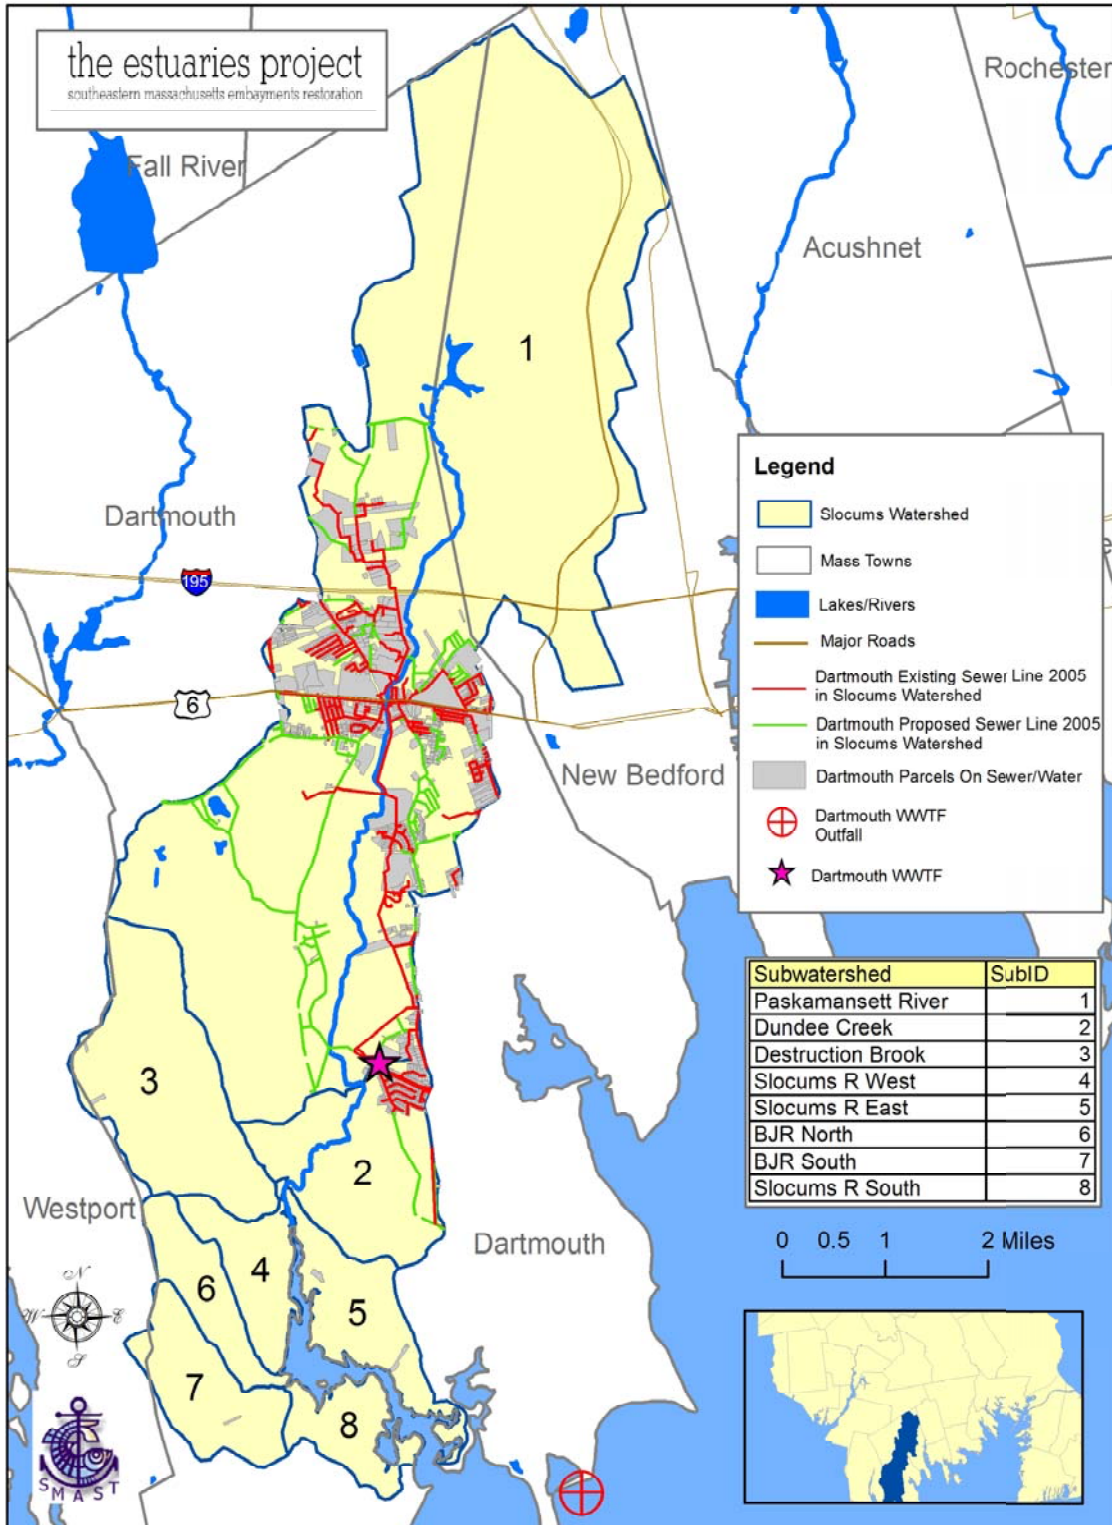 the estuaries project
southeastern massachusetts embayments restoration
Rochester
Fall River
Acushnet
1
Dartmouth
195
6
New Bedford
Legend
Slocums Watershed
Mass Towns
Lakes/Rivers
Major Roads
Dartmouth Existing Sewer Line 2005
in Slocums Watershed
Dartmouth Proposed Sewer Line 2005
in Slocums Watershed
Dartmouth Parcels On Sewer/Water
Dartmouth WWTF
Outfall
Dartmouth WWTF
Subwatershed SubID
Paskamansett River 1
Dundee Creek 2
Destruction Brook 3
Slocums R West 4
Slocums R East 5
BJR North 6
BJR South 7
Slocums R South 8
3
2
Westport
Dartmouth
4
6
5
7
8
0 0.5 1 2 Miles
N
W E
S
SMAST